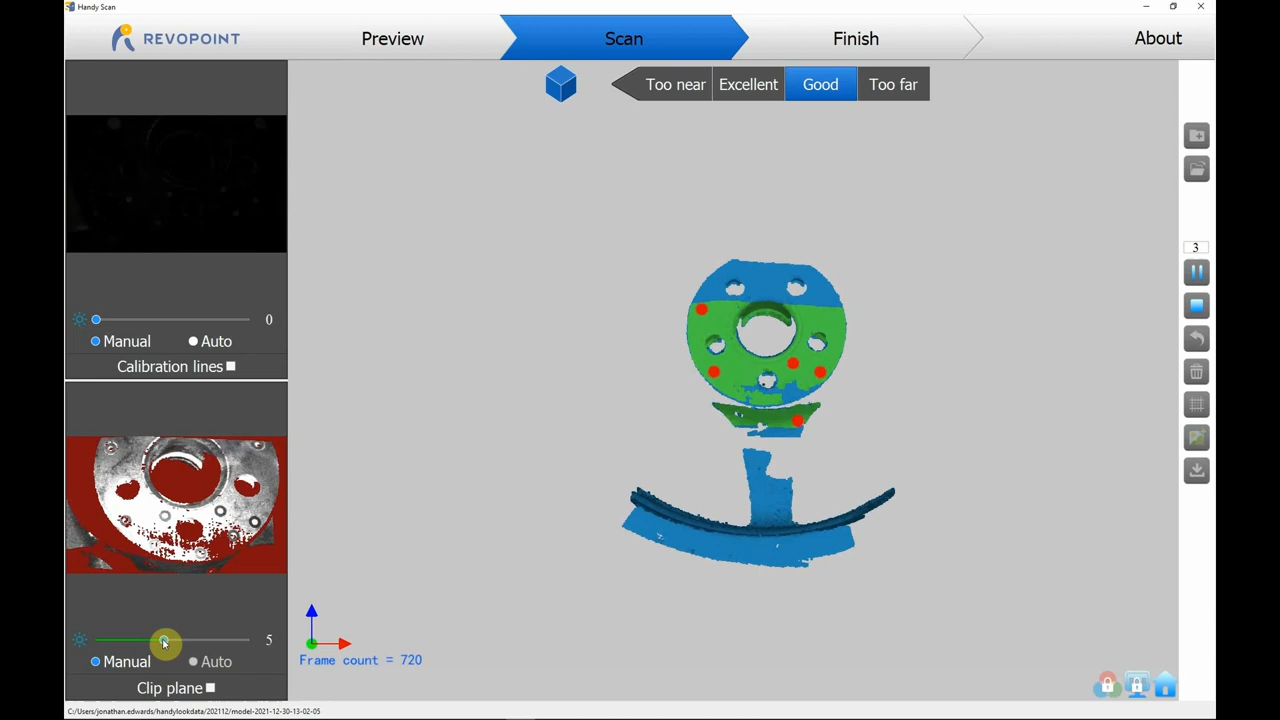 Handy Scan
REVOPOINT
Preview
Scan
Finish
About
Too near
Excellent
Good
Too far
0
Manual
Auto
Calibration lines
3
5
Manual
Auto
Clip plane
Frame count = 720
C:/Users/jonathan.edwards/handylookdata/202112/model-2021-12-30-13-02-05